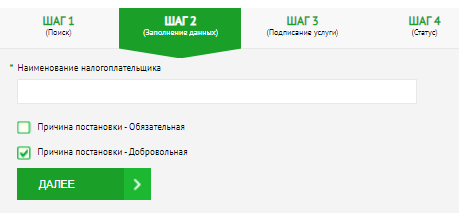 ШАГ 1 ШАГ 2 ШАГ 3 ШАГ 4
(Поиск) (Заполнение данных) (Подписание услуги) (Статус)
* Наименование налогоплательщика
Причина постановки - Обязательная
Причина постановки - Добровольная
ДАЛЕЕ